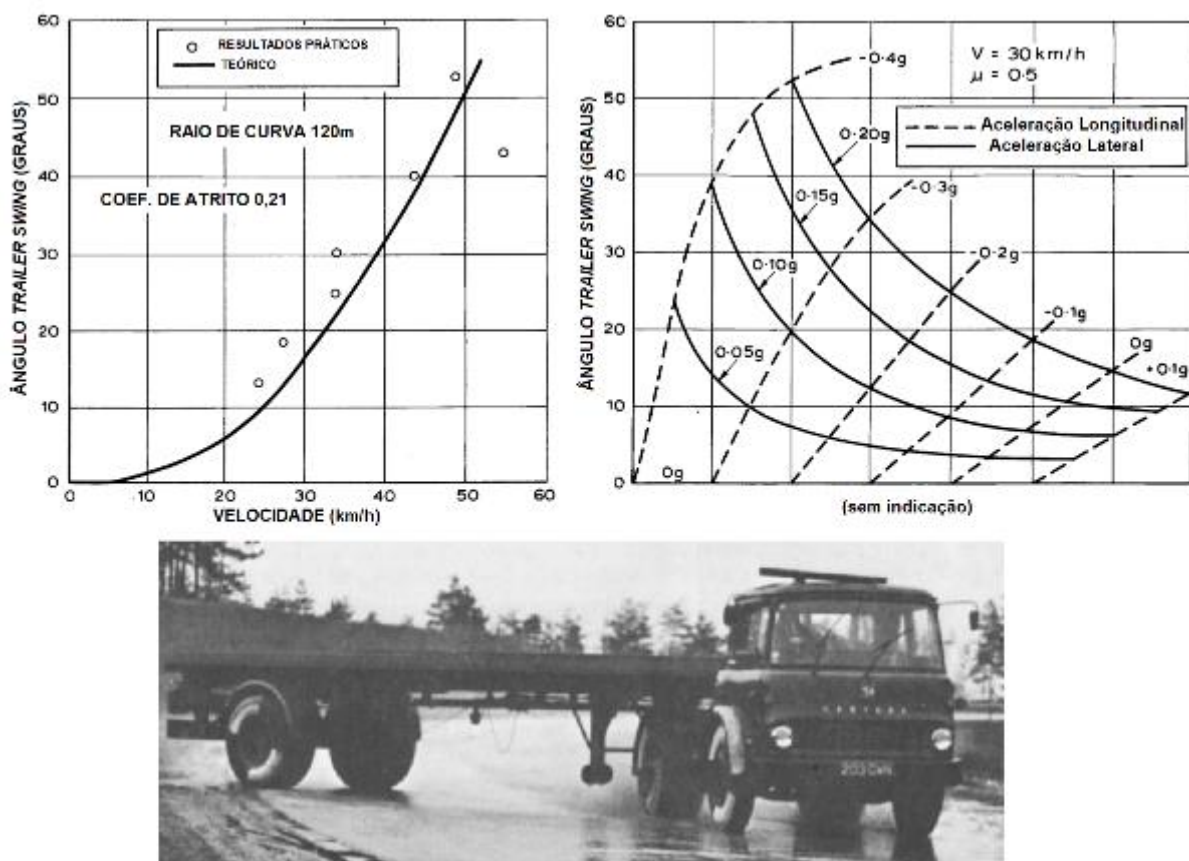 60
50
40
30
20
10
0
ÂNGULO TRAILER SWING (GRAUS)
RESULTADOS PRÁTICOS
TEÓRICO
RAIO DE CURVA 120m
COEF. DE ATRITO 0,21
0 10 20 30 40 50 60
VELOCIDADE (km/h)
60
50
40
30
20
10
0
ÂNGULO TRAILER SWING (GRAUS)
V = 30 km/h
μ = 0·5
Aceleração Longitudinal
Aceleração Lateral
-0·4g
0·20g
-0·3g
0·15g
0·10g
-0·2g
0·05g
-0·1g
0g
+0·1g
0g
(sem indicação)